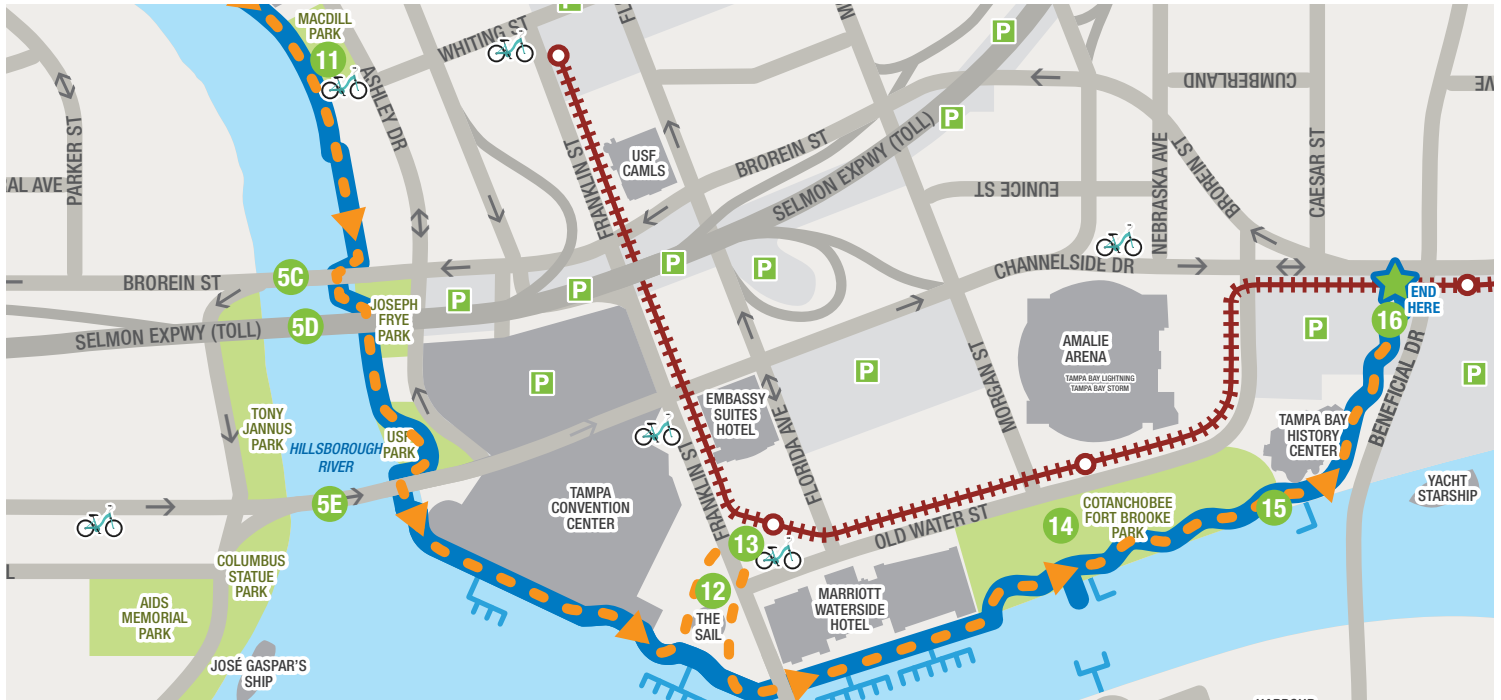 MACDILL
PARK
11
WHITING ST
FL
M
P
P
ASHLEY DR
PARKER ST
AL AVE
USF
CAMLS
FRANKLIN ST
BROREIN ST
SELMON EXPWY (TOLL)
P
CUMBERLAND
VE
NEBRASKA AVE
BROREIN ST
CAESAR ST
EUNICE ST
CHANNELSIDE DR
BROREIN ST
5C
SELMON EXPWY (TOLL)
5D
JOSEPH
FRYE
PARK
P
P
P
P
END
HERE
16
P
AMALIE
ARENA
TAMPA BAY LIGHTNING
TAMPA BAY STORM
MORGAN ST
BENEFICIAL DR
P
P
P
EMBASSY
SUITES
HOTEL
FLORIDA AVE
TONY
JANNUS
PARK
HILLSBOROUGH
RIVER
USF
PARK
TAMPA BAY
HISTORY
CENTER
YACHT
STARSHIP
5E
TAMPA
CONVENTION
CENTER
FRANKLIN ST
13
OLD WATER ST
14
COTANCHOBEE
FORT BROOKE
PARK
15
COLUMBUS
STATUE
PARK
L
AIDS
MEMORIAL
PARK
12
THE
SAIL
MARRIOTT
WATERSIDE
HOTEL
JOSÉ GASPAR'S
SHIP